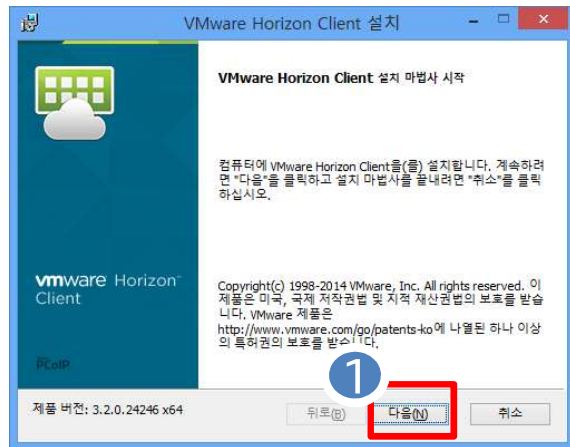 VMware Horizon Client 설치
VMware Horizon Client 설치 마법사 시작
컴퓨터에 VMware Horizon Client을(를) 설치합니다. 계속하려
면 "다음"을 클릭하고 설치 마법사를 끝내려면 "취소"를 클릭
하십시오.
vmware Horizon™
Client
Copyright(c) 1998-2014 VMware, Inc. All rights reserved. 이
제품은 미국, 국제 저작권법 및 지적 재산권법의 보호를 받습
니다. VMware 제품은
http://www.vmware.com/go/patents-ko에 나열된 하나 이상
의 특허권의 보호를 받습니다.
PCoIP
1
제품 버전: 3.2.0.24246 x64
뒤로(B)
다음(N)
취소